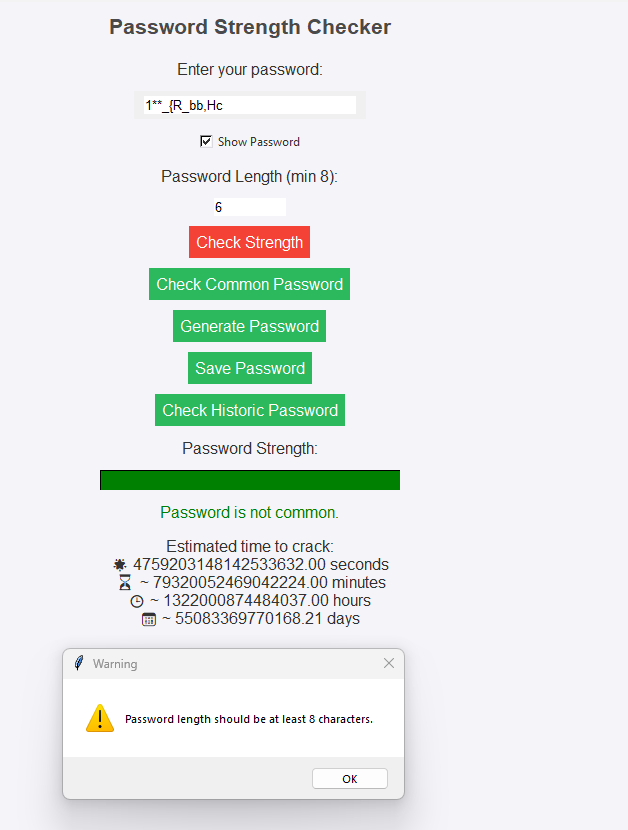 Password Strength Checker
Enter your password:
1**_{R_bb,Hc
Show Password
Password Length (min 8):
6
Check Strength
Check Common Password
Generate Password
Save Password
Check Historic Password
Password Strength:
Password is not common.
Estimated time to crack:
4759203148142533632.00 seconds
~ 79320052469042224.00 minutes
~ 1322000874484037.00 hours
~ 55083369770168.21 days
Warning
Password length should be at least 8 characters.
OK